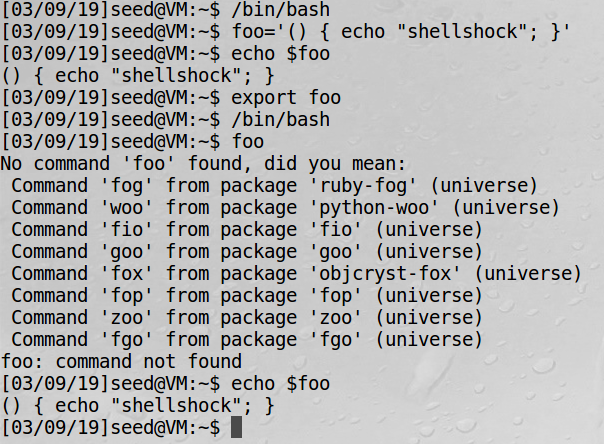 [03/09/19]seed@VM:~$ /bin/bash
[03/09/19]seed@VM:~$ foo='() { echo "shellshock"; }'
[03/09/19]seed@VM:~$ echo $foo
() { echo "shellshock"; }
[03/09/19]seed@VM:~$ export foo
[03/09/19]seed@VM:~$ /bin/bash
[03/09/19]seed@VM:~$ foo
No command 'foo' found, did you mean:
 Command 'fog' from package 'ruby-fog' (universe)
 Command 'woo' from package 'python-woo' (universe)
 Command 'fio' from package 'fio' (universe)
 Command 'goo' from package 'goo' (universe)
 Command 'fox' from package 'objcryst-fox' (universe)
 Command 'fop' from package 'fop' (universe)
 Command 'zoo' from package 'zoo' (universe)
 Command 'fgo' from package 'fgo' (universe)
foo: command not found
[03/09/19]seed@VM:~$ echo $foo
() { echo "shellshock"; }
[03/09/19]seed@VM:~$